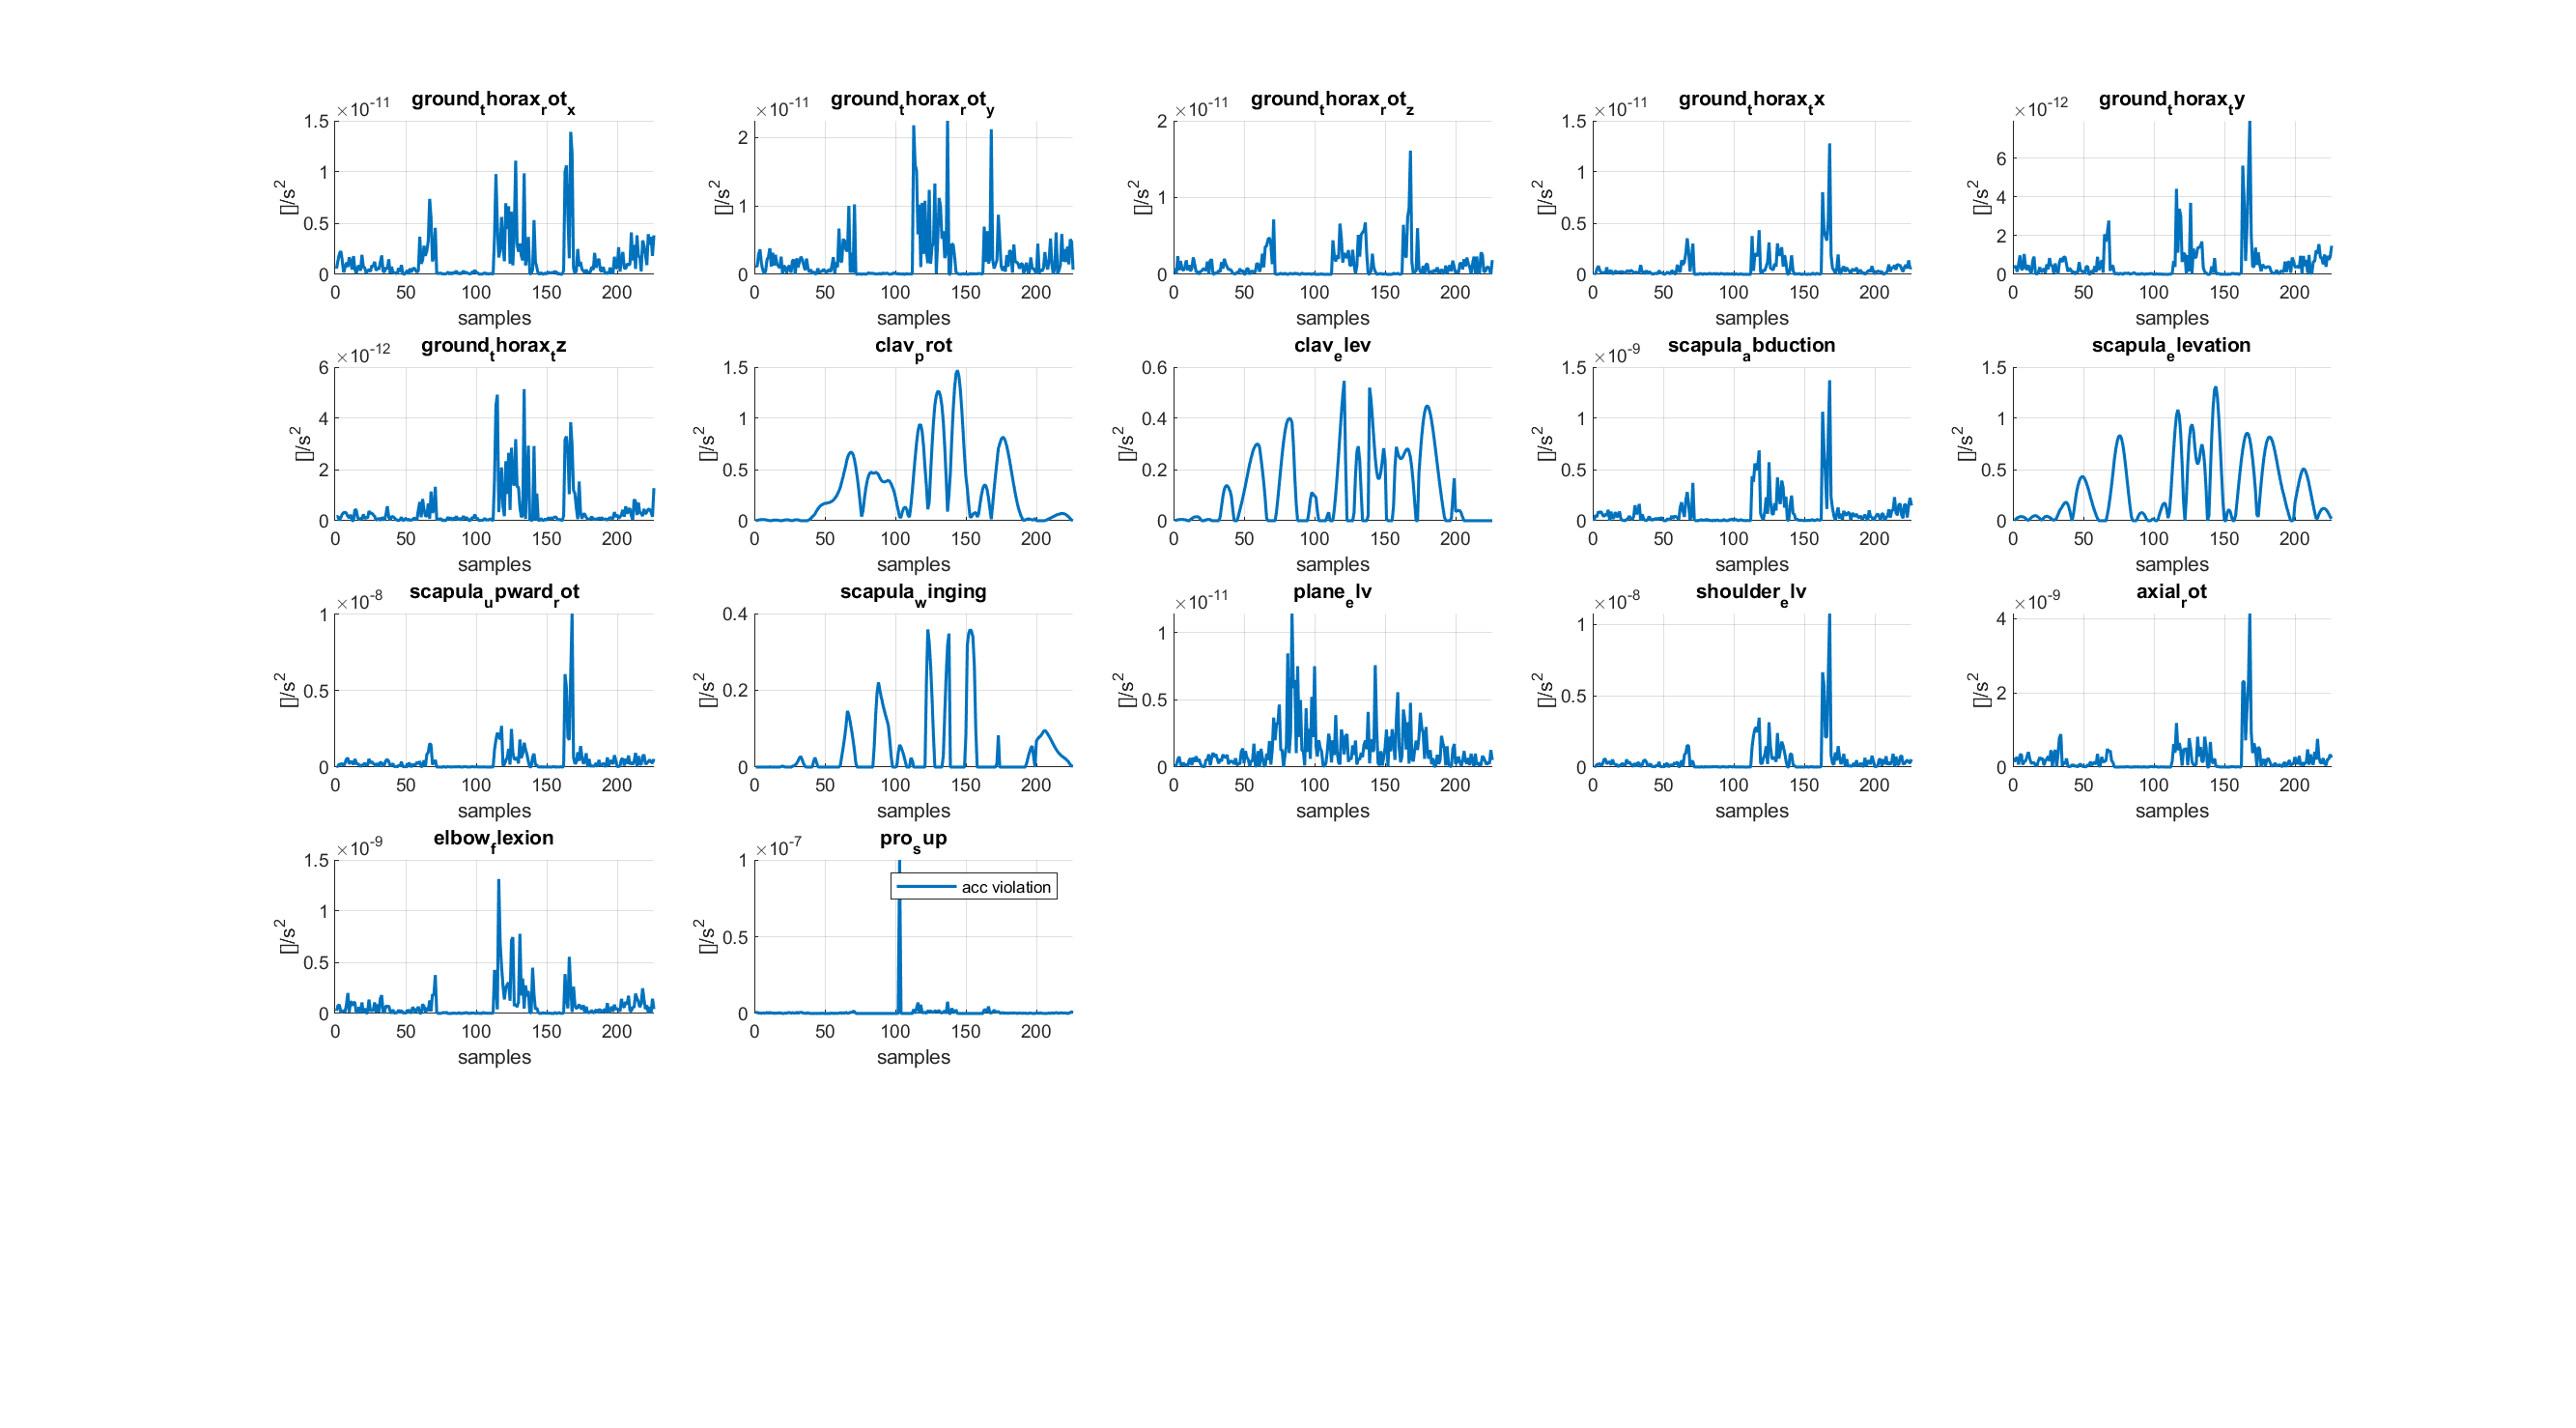 ×10^-11 ground_thorax_rot_x
[]/s^2
1.5
1
0.5
0
0 50 100 150 200
samples
×10^-11 ground_thorax_rot_y
[]/s^2
2
1
0
0 50 100 150 200
samples
×10^-11 ground_thorax_rot_z
[]/s^2
2
1
0
0 50 100 150 200
samples
×10^-11 ground_thorax_tx
[]/s^2
1.5
1
0.5
0
0 50 100 150 200
samples
×10^-12 ground_thorax_ty
[]/s^2
6
4
2
0
0 50 100 150 200
samples
×10^-12 ground_thorax_tz
[]/s^2
6
4
2
0
0 50 100 150 200
samples
clav_prot
[]/s^2
1.5
1
0.5
0
0 50 100 150 200
samples
clav_elev
[]/s^2
0.6
0.4
0.2
0
0 50 100 150 200
samples
×10^-9 scapula_abduction
[]/s^2
1.5
1
0.5
0
0 50 100 150 200
samples
scapula_elevation
[]/s^2
1.5
1
0.5
0
0 50 100 150 200
samples
×10^-8 scapula_upward_rot
[]/s^2
1
0.5
0
0 50 100 150 200
samples
scapula_winging
[]/s^2
0.4
0.2
0
0 50 100 150 200
samples
×10^-11 plane_elv
[]/s^2
1
0.5
0
0 50 100 150 200
samples
×10^-8 shoulder_elv
[]/s^2
1
0.5
0
0 50 100 150 200
samples
×10^-9 axial_rot
[]/s^2
4
2
0
0 50 100 150 200
samples
×10^-9 elbow_flexion
[]/s^2
1.5
1
0.5
0
0 50 100 150 200
samples
×10^-7 pro_sup
[]/s^2
1
0.5
0
acc violation
0 50 100 150 200
samples